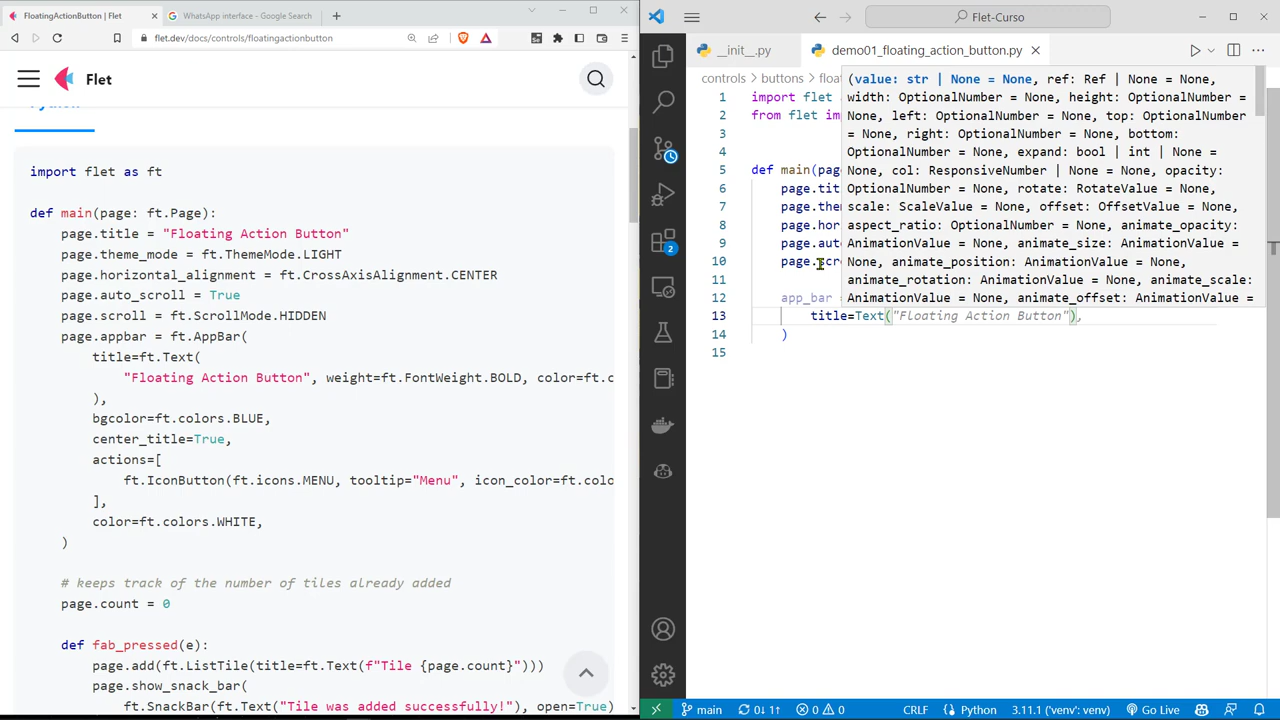 FloatingActionButton | Flet
WhatsApp interface - Google Search
flet.dev/docs/controls/floatingactionbutton
Flet
import flet as ft
def main(page: ft.Page):
page.title = "Floating Action Button"
page.theme_mode = ft.ThemeMode.LIGHT
page.horizontal_alignment = ft.CrossAxisAlignment.CENTER
page.auto_scroll = True
page.scroll = ft.ScrollMode.HIDDEN
page.appbar = ft.AppBar(
title=ft.Text(
"Floating Action Button", weight=ft.FontWeight.BOLD, color=ft.c
),
bgcolor=ft.colors.BLUE,
center_title=True,
actions=[
ft.IconButton(ft.icons.MENU, tooltip="Menu", icon_color=ft.colo
],
color=ft.colors.WHITE,
)
# keeps track of the number of tiles already added
page.count = 0
def fab_pressed(e):
page.add(ft.ListTile(title=ft.Text(f"Tile {page.count}")))
page.show_snack_bar(
ft.SnackBar(ft.Text("Tile was added successfully!"), open=True)
Flet-Curso
__init__.py
demo01_floating_action_button.py
controls
buttons
floa
1 import flet
2 from flet im
3
4
5 def main(pag
6 page.tit
7 page.the
8 page.hor
9 page.aut
10 page.scro
11
12 app_bar
13 title=Text("Floating Action Button"),
14 )
15
(value: str | None = None, ref: Ref | None = None,
width: OptionalNumber = None, height: OptionalNumber =
None, left: OptionalNumber = None, top: OptionalNumber
= None, right: OptionalNumber = None, bottom:
OptionalNumber = None, expand: bool | int | None =
None, col: ResponsiveNumber | None = None, opacity:
OptionalNumber = None, rotate: RotateValue = None,
scale: ScaleValue = None, offset: OffsetValue = None,
aspect_ratio: OptionalNumber = None, animate_opacity:
AnimationValue = None, animate_size: AnimationValue =
None, animate_position: AnimationValue = None,
animate_rotation: AnimationValue = None, animate_scale:
AnimationValue = None, animate_offset: AnimationValue =
2
main
0↓ 1↑
0
0
CRLF
Python
3.11.1 ('venv': venv)
Go Live